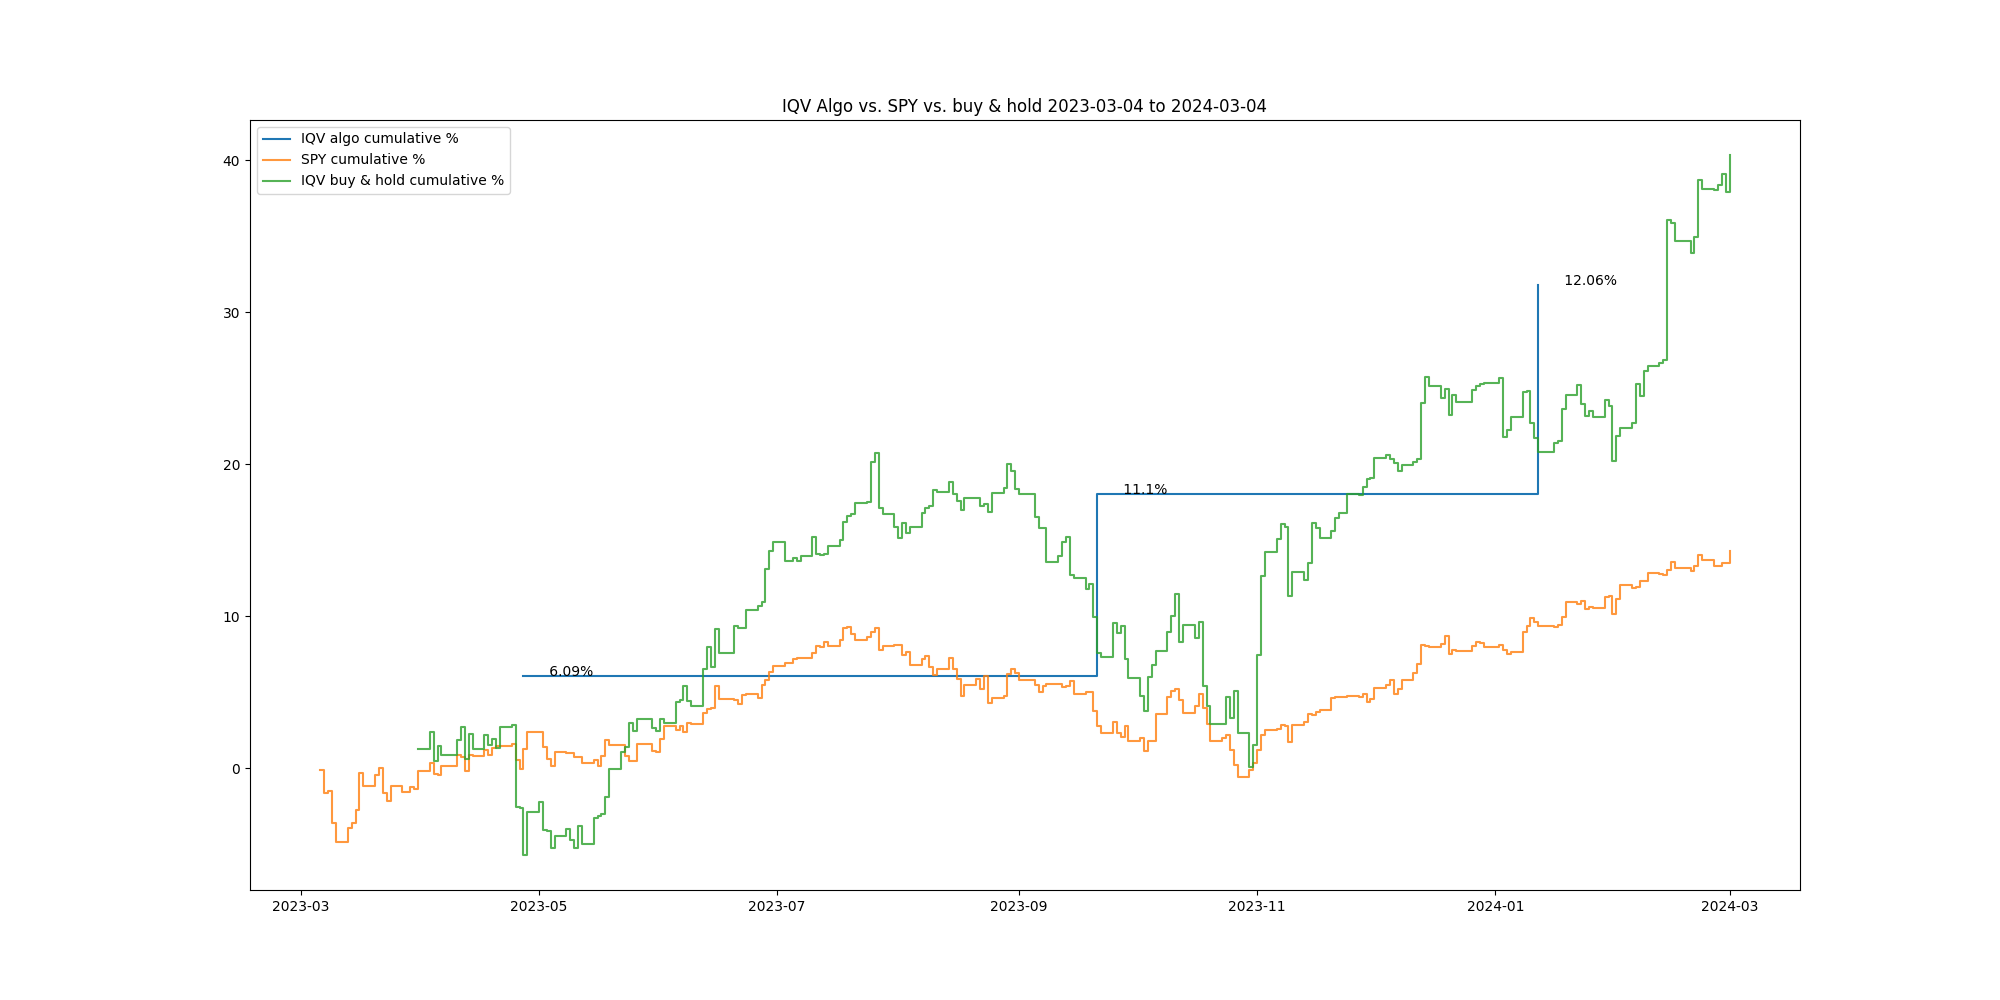 IQV Algo vs. SPY vs. buy & hold 2023-03-04 to 2024-03-04
IQV algo cumulative %
SPY cumulative %
IQV buy & hold cumulative %
40
30
20
10
0
12.06%
11.1%
6.09%
2023-03 2023-05 2023-07 2023-09 2023-11 2024-01 2024-03